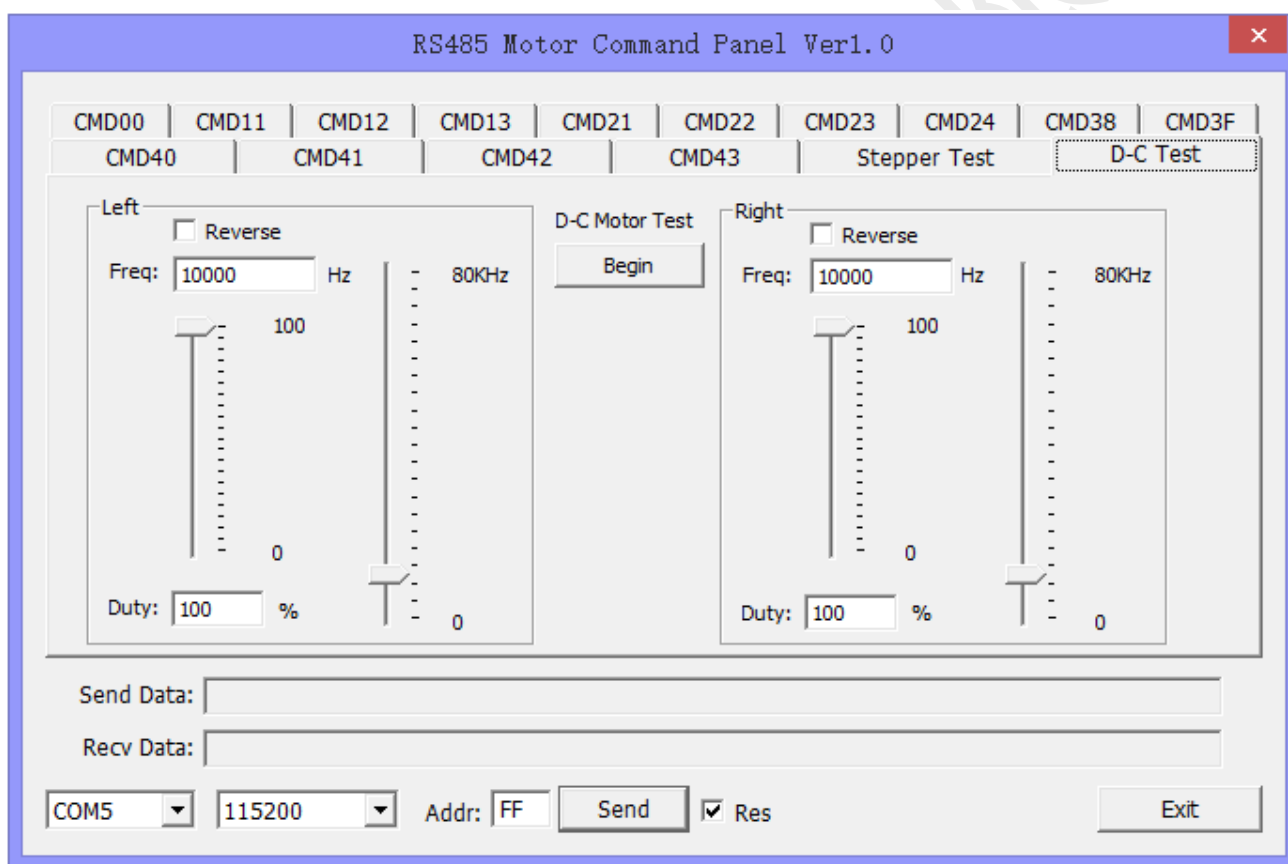 RS485 Motor Command Panel Ver1.0
CMD00 CMD11 CMD12 CMD13 CMD21 CMD22 CMD23 CMD24 CMD38 CMD3F
CMD40 CMD41 CMD42 CMD43 Stepper Test D-C Test
Left
Reverse
Freq: 10000 Hz
80KHz
100
0
Duty: 100 %
0
D-C Motor Test
Begin
Right
Reverse
Freq: 10000 Hz
80KHz
100
0
Duty: 100 %
0
Send Data:
Recv Data:
COM5 115200 Addr: FF Send Res Exit